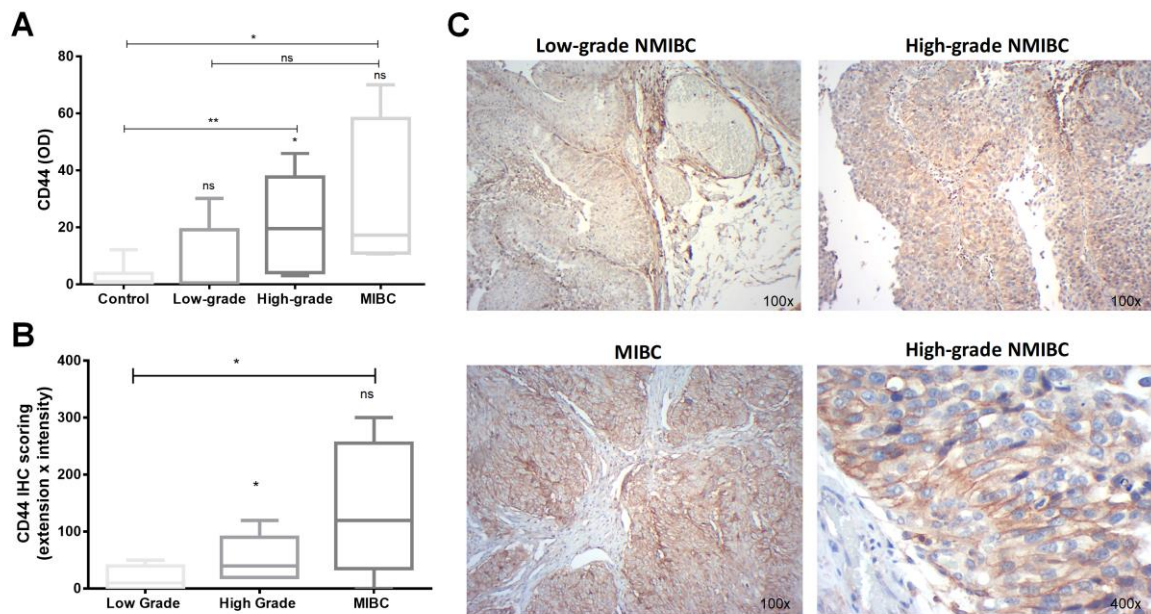 A
*
ns
80
ns
60
**
*
CD44 (OD)
40
ns
20
0
Control Low-grade High-grade MIBC
B
400
*
ns
CD44 IHC scoring
(extension x intensity)
300
200
*
100
0
Low Grade High Grade MIBC
C
Low-grade NMIBC High-grade NMIBC
100x 100x
MIBC High-grade NMIBC
100x 400x